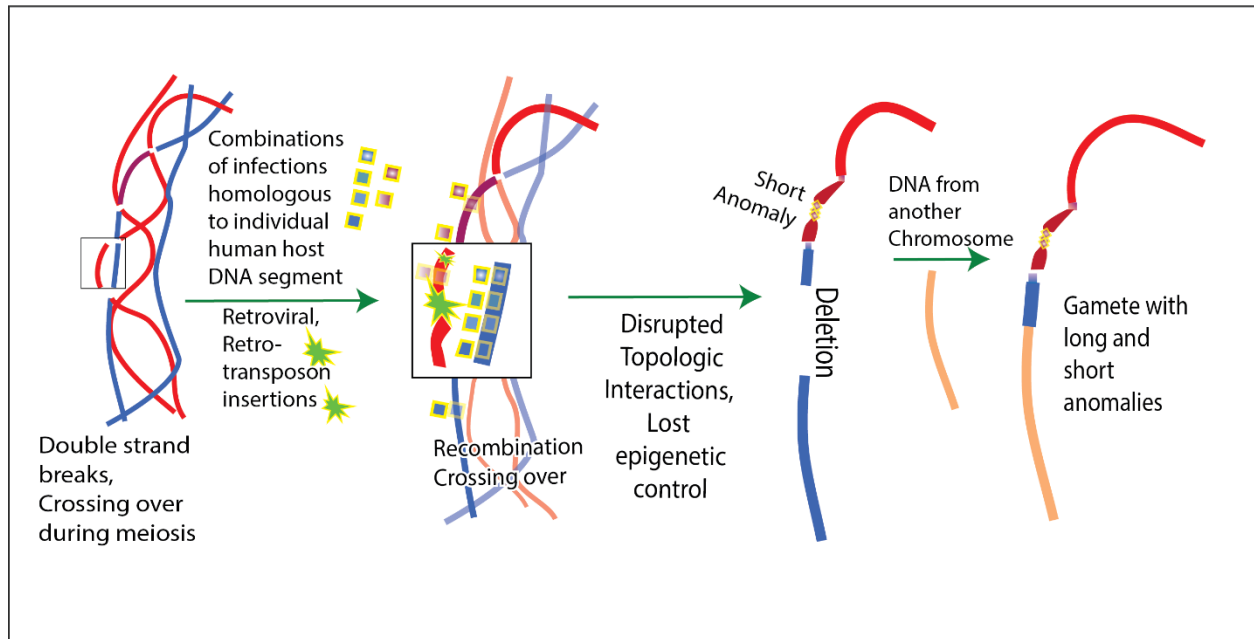 Double strand
breaks,
Crossing over
during meiosis
Combinations
of infections
homologous
to individual
human host
DNA segment
Retroviral,
Retro-
transposon
insertions
Recombination
Crossing over
Disrupted
Topologic
Interactions,
Lost
epigenetic
control
Short
Anomaly
Deletion
DNA from
another
Chromosome
Gamete with
long and
short
anomalies